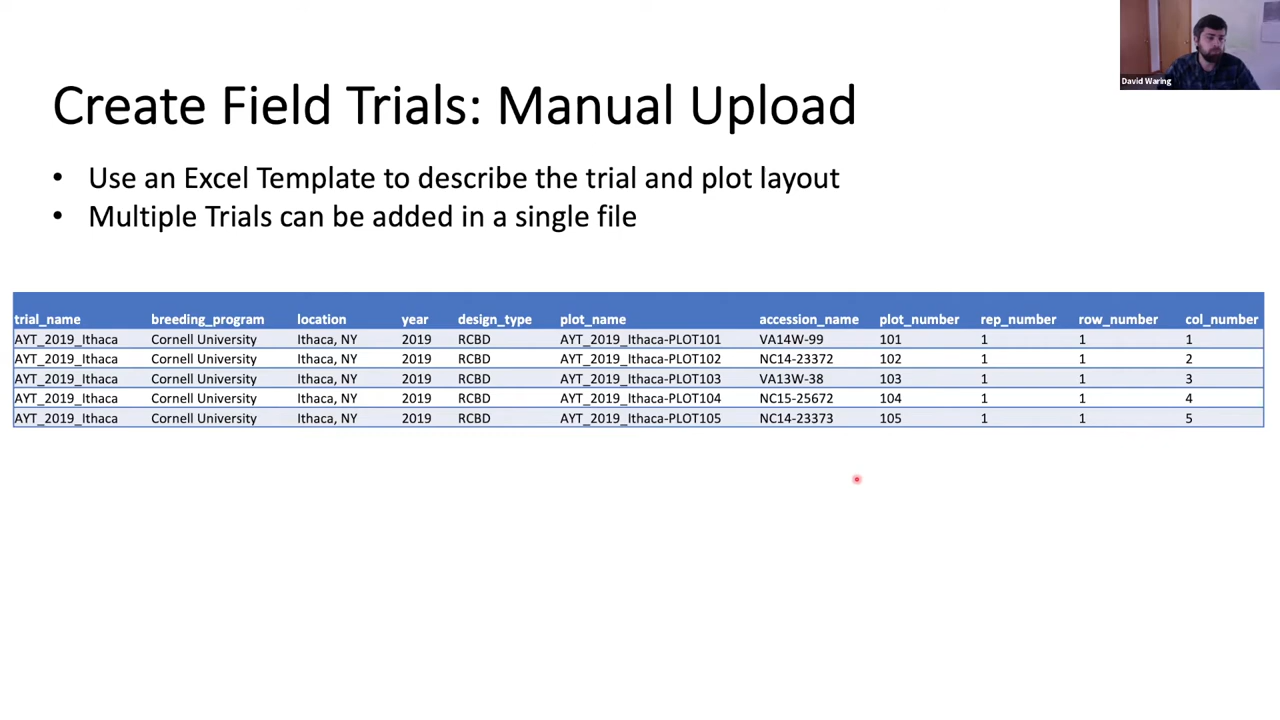 David Waring
Create Field Trials: Manual Upload
• Use an Excel Template to describe the trial and plot layout
• Multiple Trials can be added in a single file
trial_name breeding_program location year design_type plot_name accession_name plot_number rep_number row_number col_number
AYT_2019_Ithaca Cornell University Ithaca, NY 2019 RCBD AYT_2019_Ithaca-PLOT101 VA14W-99 101 1 1 1
AYT_2019_Ithaca Cornell University Ithaca, NY 2019 RCBD AYT_2019_Ithaca-PLOT102 NC14-23372 102 1 1 2
AYT_2019_Ithaca Cornell University Ithaca, NY 2019 RCBD AYT_2019_Ithaca-PLOT103 VA13W-38 103 1 1 3
AYT_2019_Ithaca Cornell University Ithaca, NY 2019 RCBD AYT_2019_Ithaca-PLOT104 NC15-25672 104 1 1 4
AYT_2019_Ithaca Cornell University Ithaca, NY 2019 RCBD AYT_2019_Ithaca-PLOT105 NC14-23373 105 1 1 5